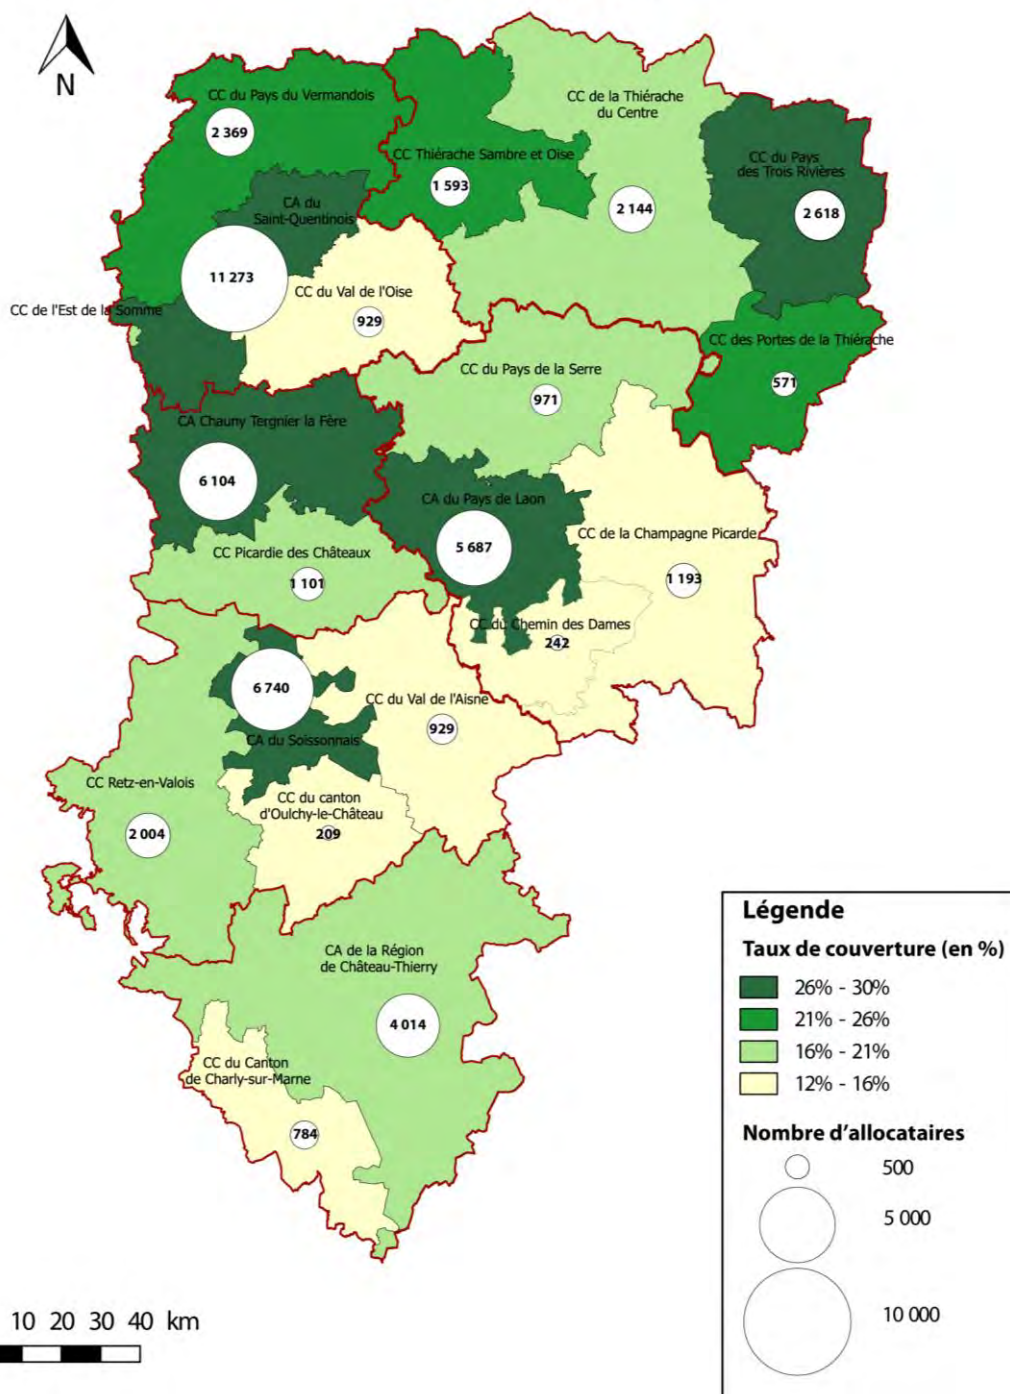 N
CC du Pays du Vermandois
2 369
CC de la Thiérache
du Centre
2 144
CC Thiérache Sambre et Oise
1 593
CC du Pays
des Trois Rivières
2 618
CA du
Saint-Quentinois
11 273
CC du Val de l'Oise
929
CC de l'Est de la Somme
CC des Portes de la Thiérache
571
CC du Pays de la Serre
971
CA Chauny Tergnier la Fère
6 104
CA du Pays de Laon
5 687
CC de la Champagne Picarde
1 193
CC Picardie des Châteaux
1 101
CC du Chemin des Dames
242
6 740
CA du Soissonnais
CC du Val de l'Aisne
929
CC Retz-en-Valois
2 004
CC du canton
d'Oulchy-le-Château
209
CA de la Région
de Château-Thierry
4 014
CC du Canton
de Charly-sur-Marne
784
Légende
Taux de couverture (en %)
26% - 30%
21% - 26%
16% - 21%
12% - 16%
Nombre d'allocataires
500
5 000
10 000
10 20 30 40 km